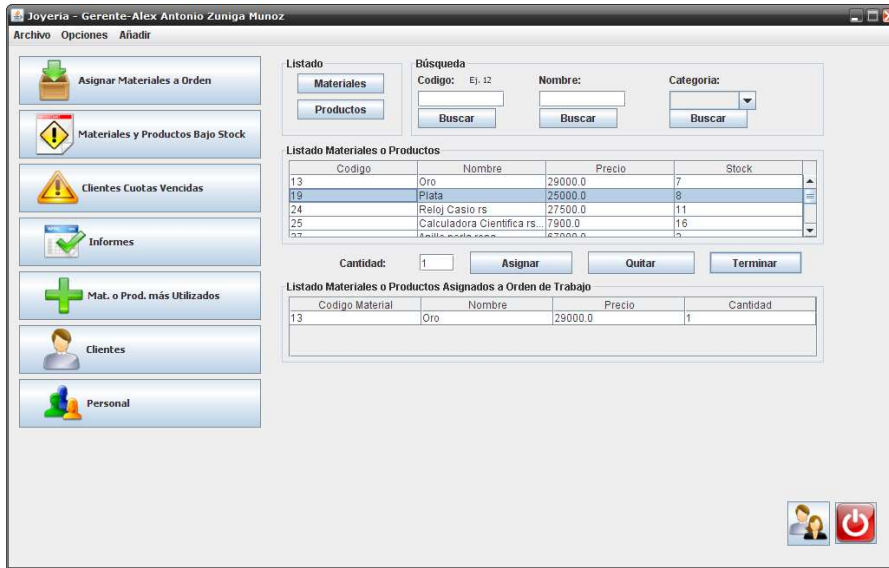 Joyeria - Gerente-Alex Antonio Zuniga Munoz
Archivo Opciones Añadir
Asignar Materiales a Orden
Materiales y Productos Bajo Stock
Clientes Cuotas Vencidas
Informes
Mat. o Prod. más Utilizados
Clientes
Personal
Listado
Materiales
Productos
Búsqueda
Codigo: Ej. 12 Nombre: Categoria:
Buscar Buscar Buscar
Listado Materiales o Productos
Codigo Nombre Precio Stock
13 Oro 29000.0 7
19 Plata 25000.0 8
24 Reloj Casio rs 27500.0 11
25 Calculadora Cientifica rs... 7900.0 16
Cantidad: 1 Asignar Quitar Terminar
Listado Materiales o Productos Asignados a Orden de Trabajo
Codigo Material Nombre Precio Cantidad
13 Oro 29000.0 1